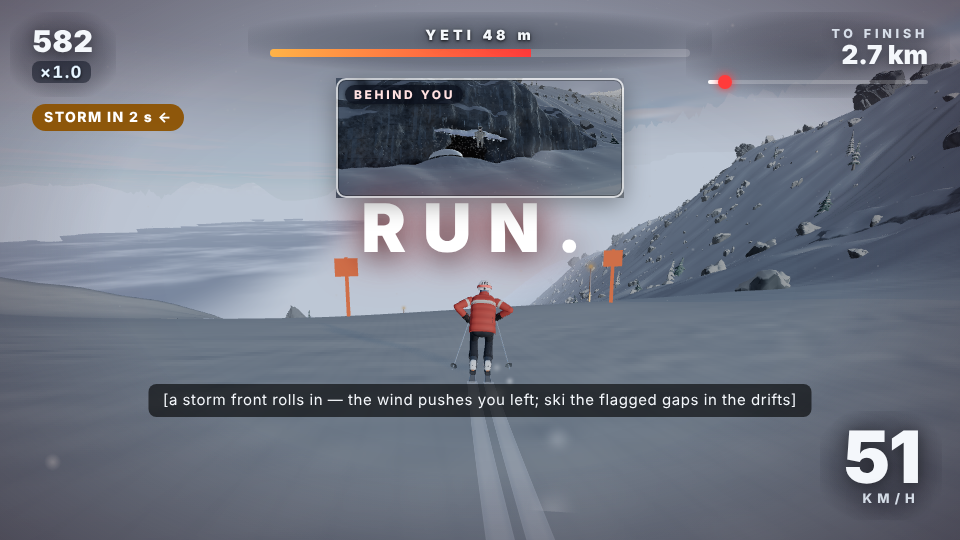 582
×1.0
STORM IN 2 s ←
YETI 48 m
TO FINISH
2.7 km
BEHIND YOU
RUN.
[a storm front rolls in — the wind pushes you left; ski the flagged gaps in the drifts]
51
KM/H